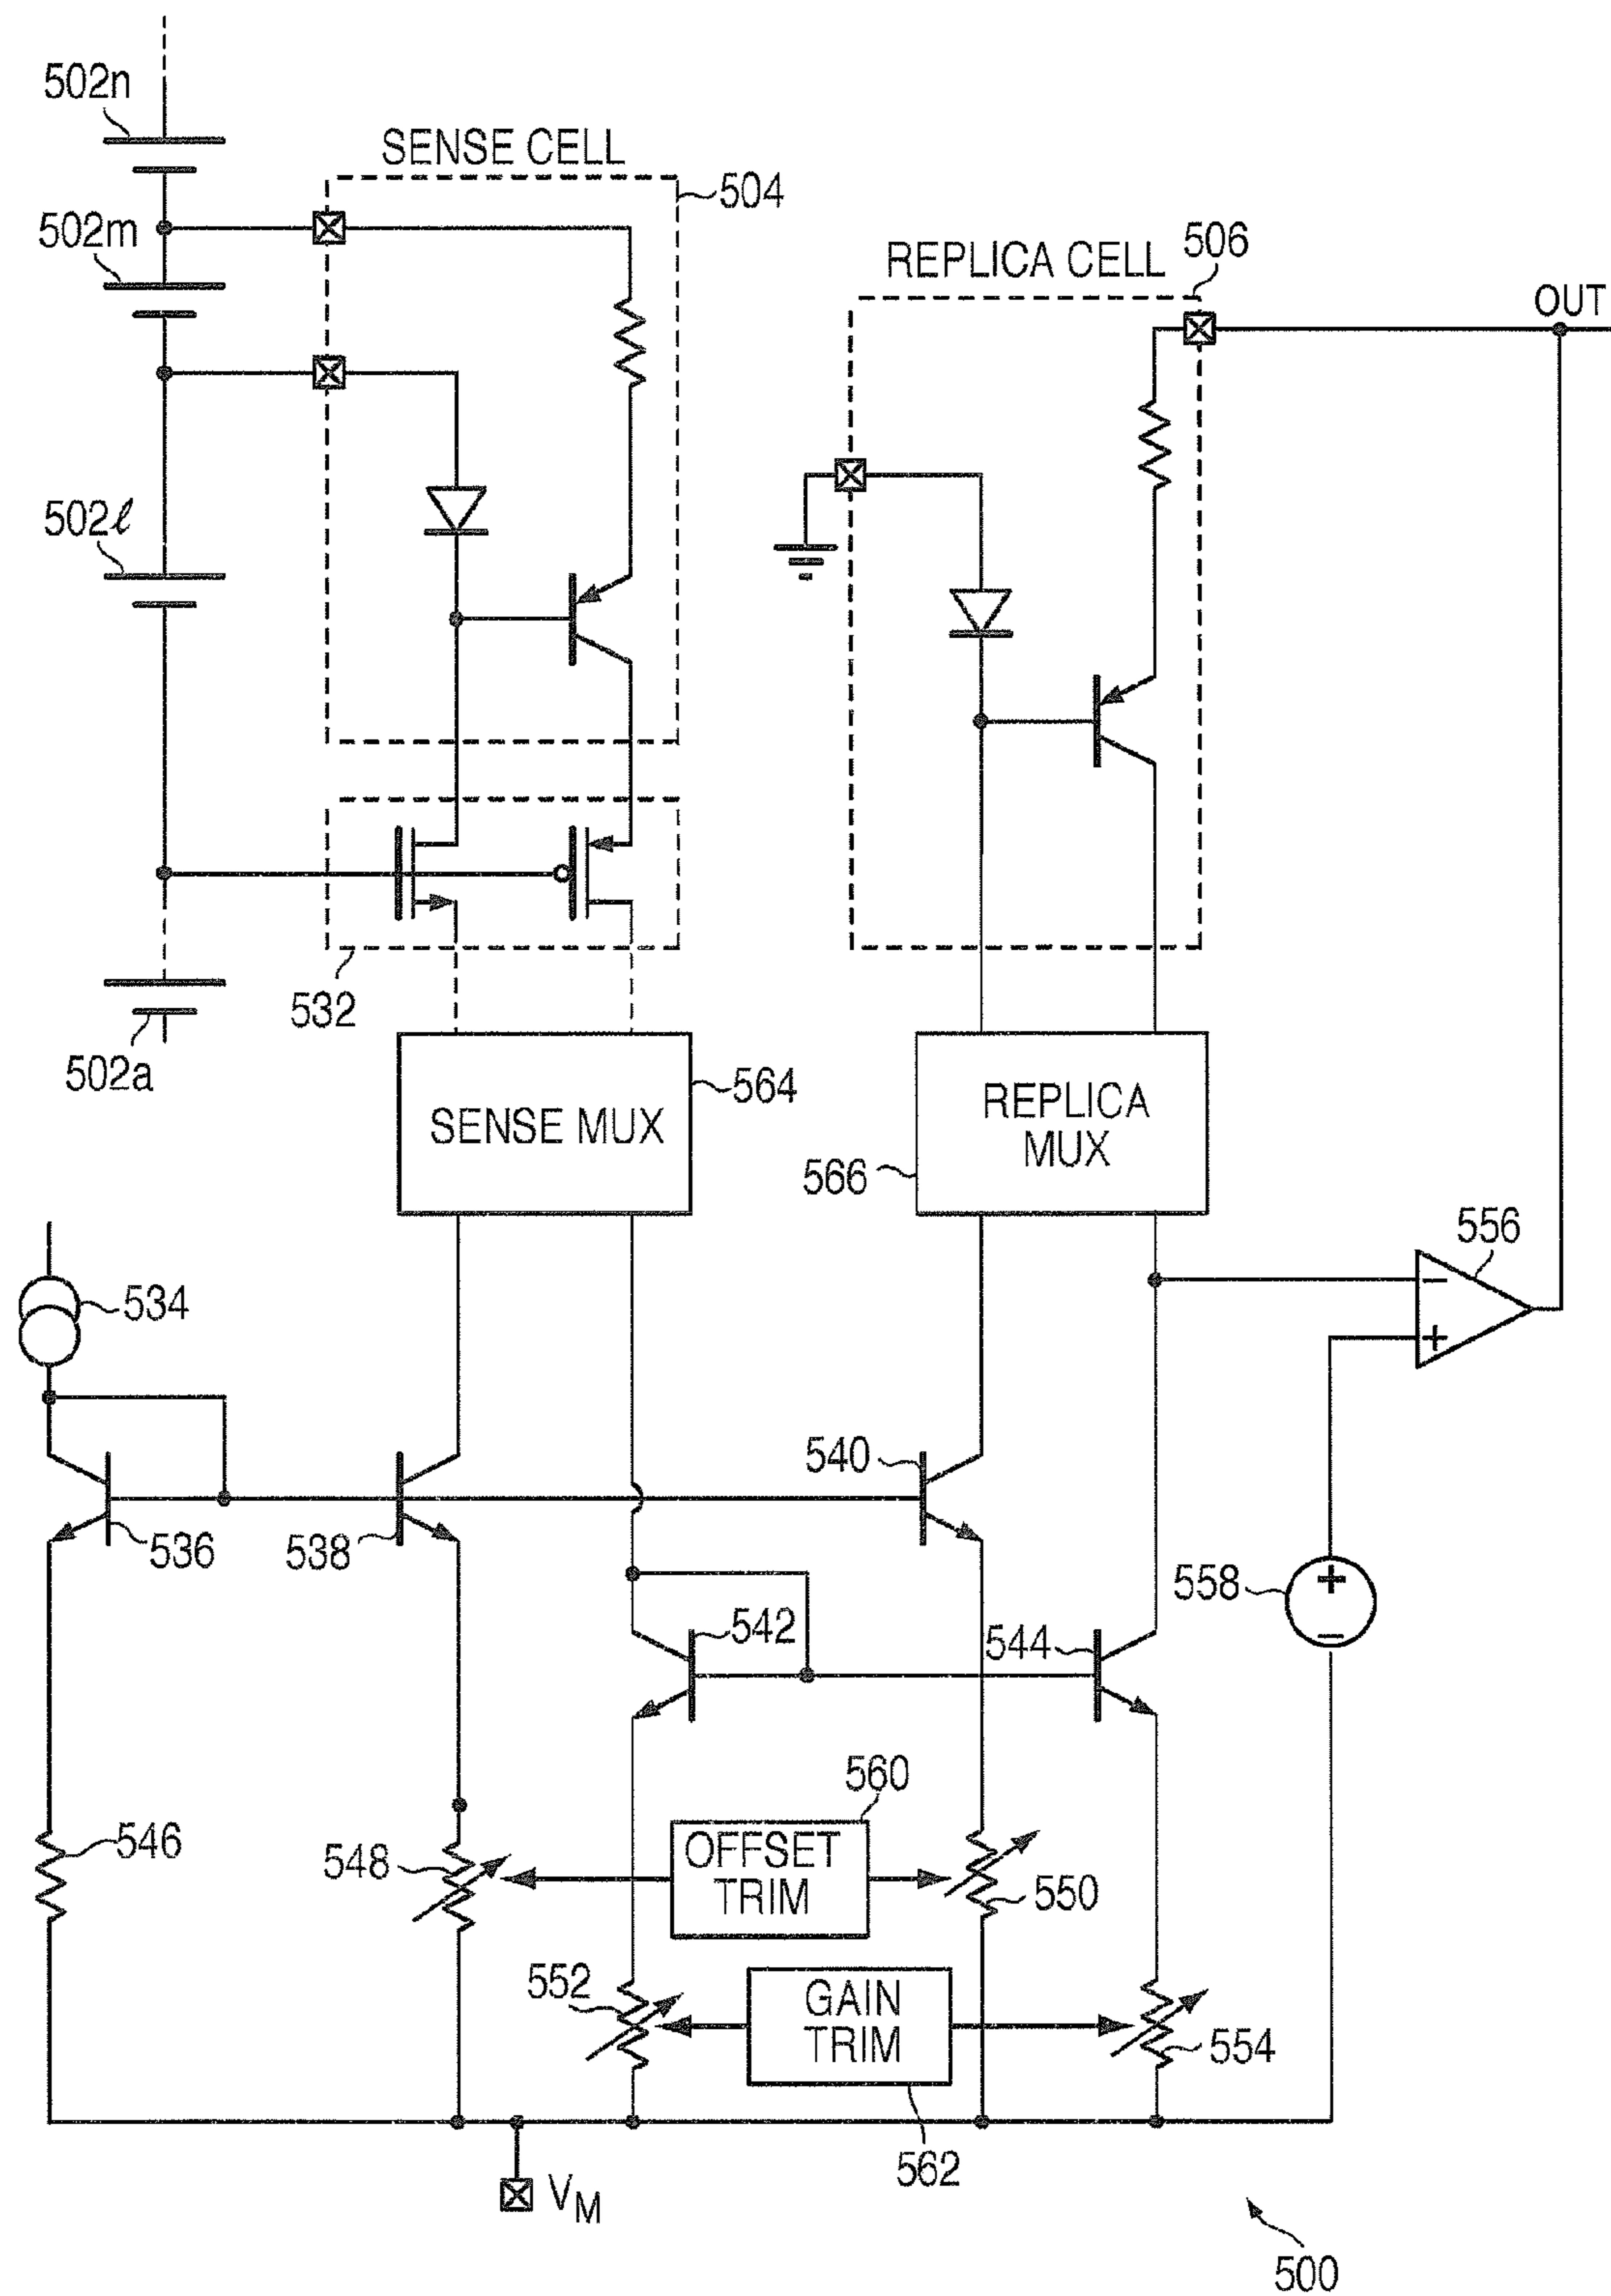 502n
SENSE CELL
504
502m
506
REPLICA CELL
OUT
502ℓ
532
502a
564
SENSE MUX
REPLICA
MUX
566
556
534
−
+
540
536
538
558
+
−
542
544
560
546
548
OFFSET
TRIM
550
552
GAIN
TRIM
554
562
VM
500